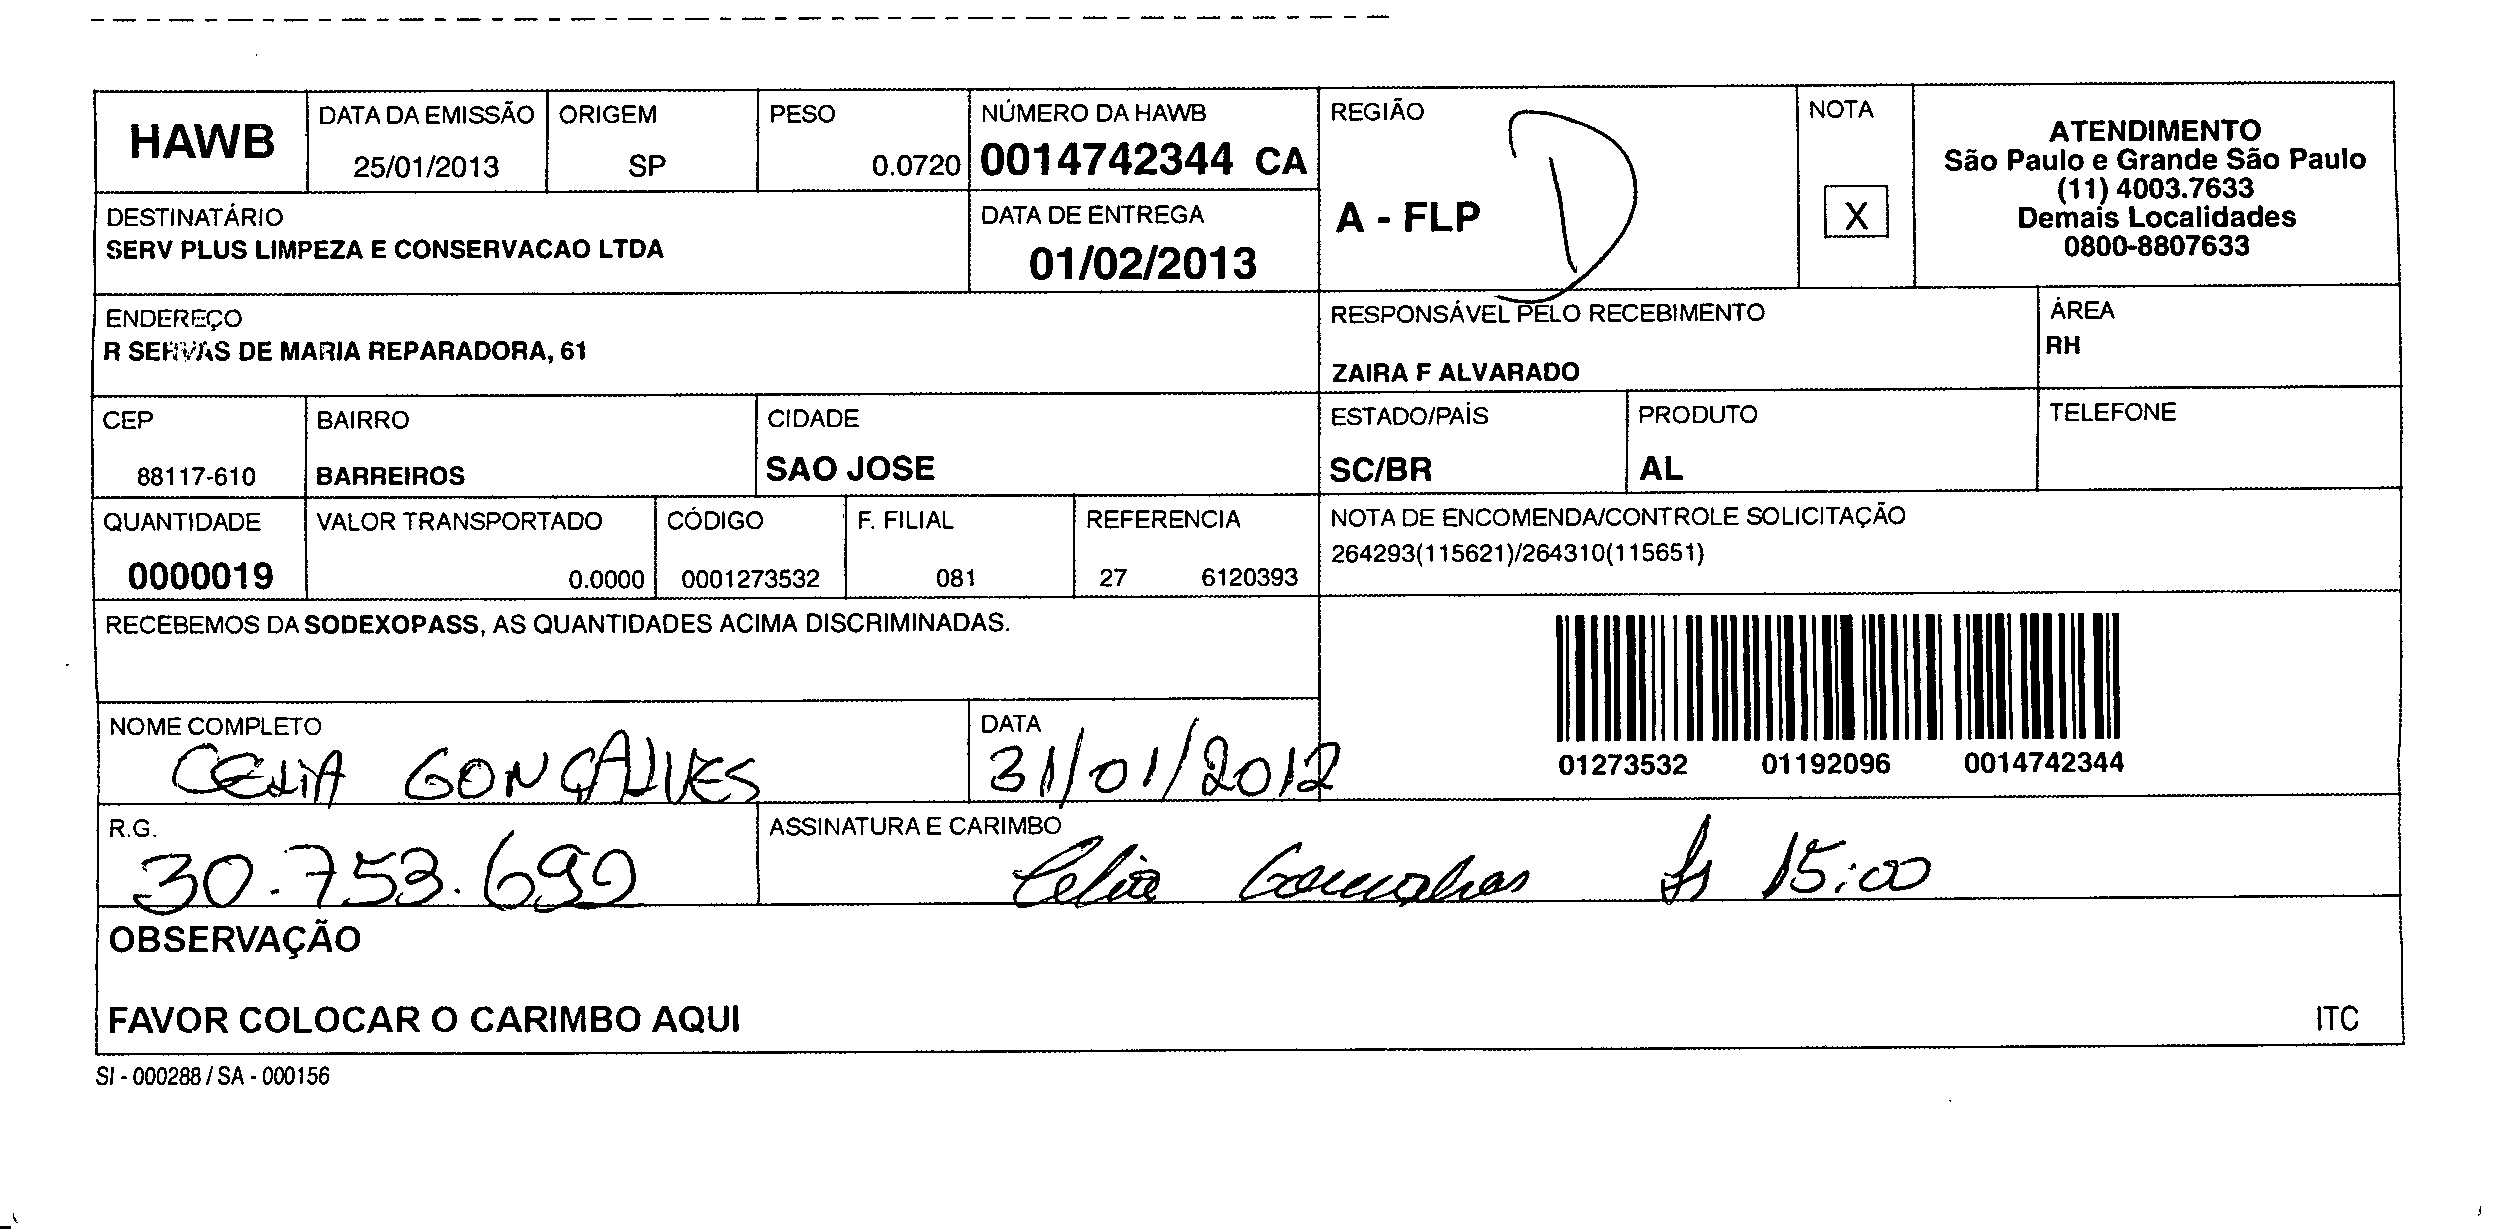 HAWB
DATA DA EMISSÃO
25/01/2013
ORIGEM
SP
PESO
0.0720
NÚMERO DA HAWB
0014742344 CA
REGIÃO
A - FLP
D
NOTA
X
ATENDIMENTO
São Paulo e Grande São Paulo
(11) 4003.7633
Demais Localidades
0800-8807633
DESTINATÁRIO
SERV PLUS LIMPEZA E CONSERVACAO LTDA
DATA DE ENTREGA
01/02/2013
ENDEREÇO
R SERVAS DE MARIA REPARADORA, 61
RESPONSÁVEL PELO RECEBIMENTO
ZAIRA F ALVARADO
ÁREA
RH
CEP
88117-610
BAIRRO
BARREIROS
CIDADE
SAO JOSE
ESTADO/PAÍS
SC/BR
PRODUTO
AL
TELEFONE
QUANTIDADE
0000019
VALOR TRANSPORTADO
0.0000
CÓDIGO
0001273532
F. FILIAL
081
REFERENCIA
27 6120393
NOTA DE ENCOMENDA/CONTROLE SOLICITAÇÃO
264293(115621)/264310(115651)
RECEBEMOS DA SODEXOPASS, AS QUANTIDADES ACIMA DISCRIMINADAS.
01273532 01192096 0014742344
NOME COMPLETO
CELIA GONÇALVES
DATA
31/01/2012
R.G.
30.753.699
ASSINATURA E CARIMBO
Celia Goncalves 15:00
OBSERVAÇÃO
FAVOR COLOCAR O CARIMBO AQUI
ITC
SI - 000288 / SA - 000156